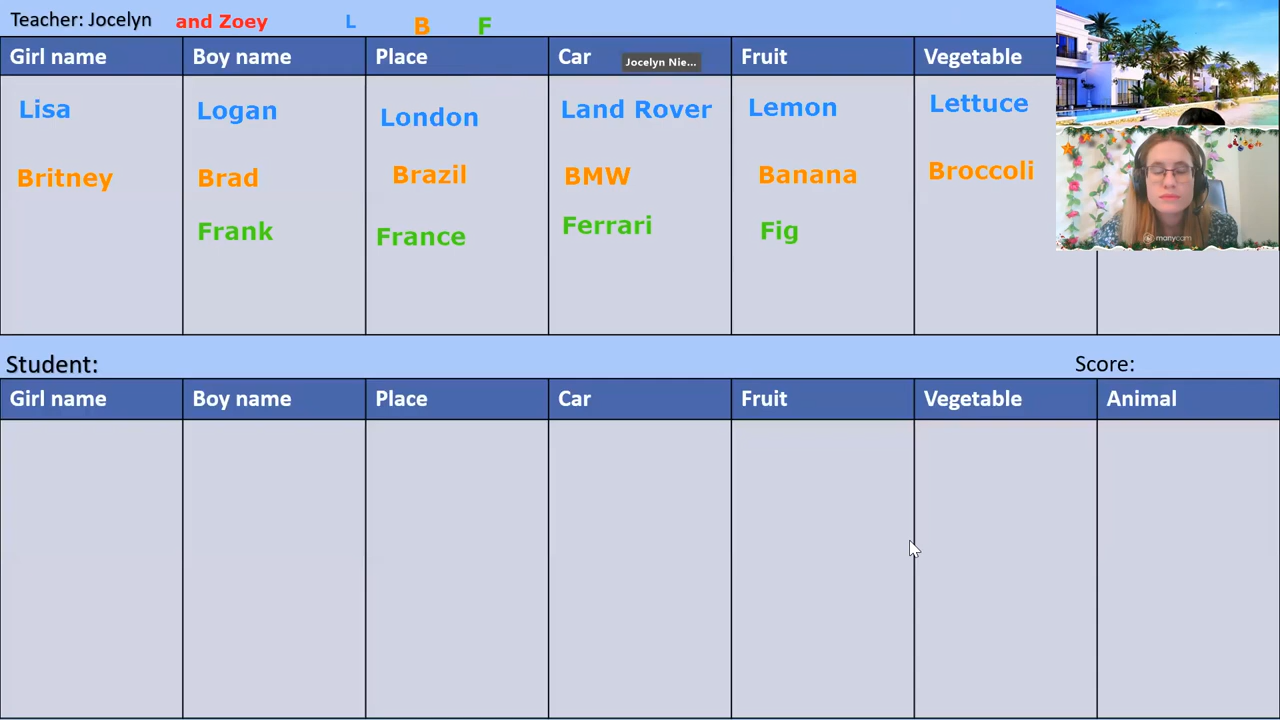 Teacher: Jocelyn and Zoey L B F
Girl name Boy name Place Car Jocelyn Nie... Fruit Vegetable
Lisa Logan London Land Rover Lemon Lettuce
Britney Brad Brazil BMW Banana Broccoli
Frank France Ferrari Fig
manycam
Student: Score:
Girl name Boy name Place Car Fruit Vegetable Animal